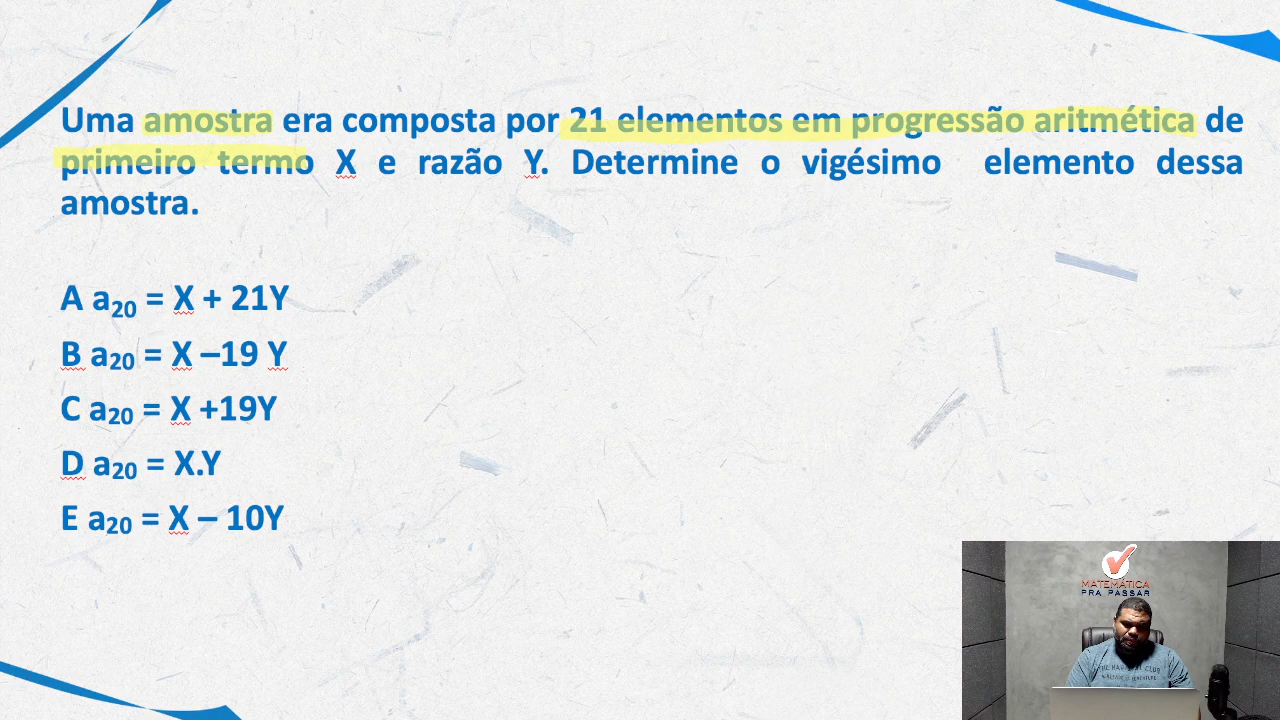 Uma amostra era composta por 21 elementos em progressão aritmética de
primeiro termo X e razão Y. Determine o vigésimo elemento dessa
amostra.
A a20 = X + 21Y
B a20 = X –19 Y
C a20 = X +19Y
D a20 = X.Y
E a20 = X – 10Y
MATEMÁTICA
PRA PASSAR